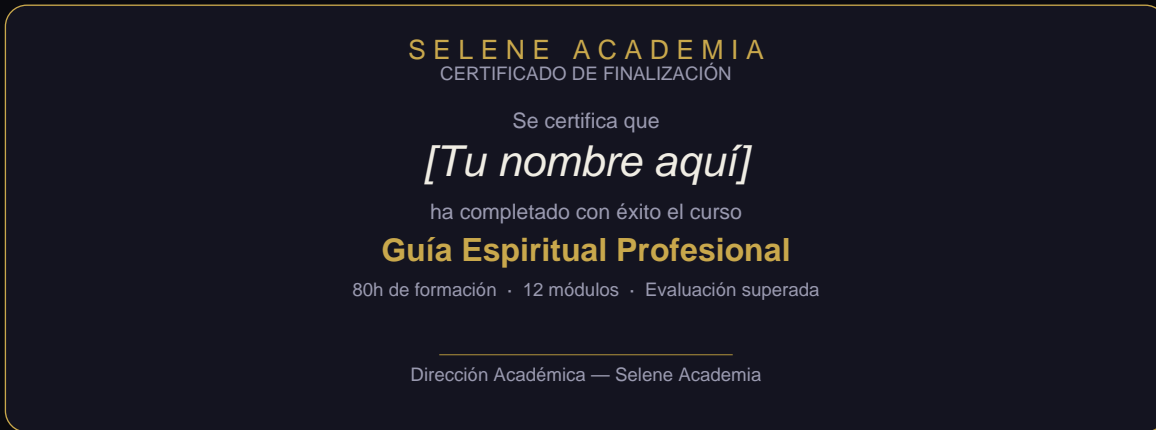 SELENE ACADEMIA
CERTIFICADO DE FINALIZACIÓN
Se certifica que
[Tu nombre aquí]
ha completado con éxito el curso
Guía Espiritual Profesional
80h de formación · 12 módulos · Evaluación superada
Dirección Académica — Selene Academia